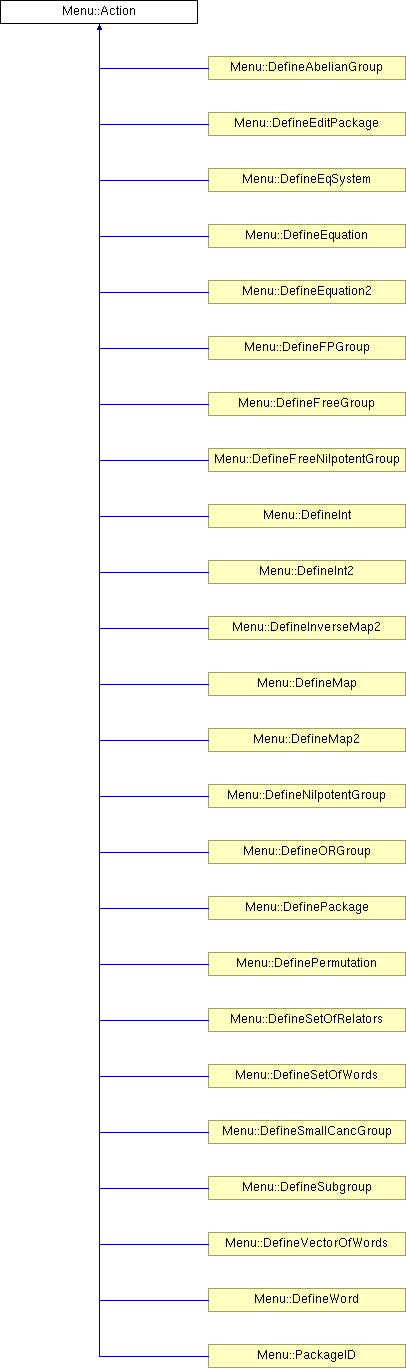 Menu::Action
Menu::DefineAbelianGroup
Menu::DefineEditPackage
Menu::DefineEqSystem
Menu::DefineEquation
Menu::DefineEquation2
Menu::DefineFPGroup
Menu::DefineFreeGroup
Menu::DefineFreeNilpotentGroup
Menu::DefineInt
Menu::DefineInt2
Menu::DefineInverseMap2
Menu::DefineMap
Menu::DefineMap2
Menu::DefineNilpotentGroup
Menu::DefineORGroup
Menu::DefinePackage
Menu::DefinePermutation
Menu::DefineSetOfRelators
Menu::DefineSetOfWords
Menu::DefineSmallCancGroup
Menu::DefineSubgroup
Menu::DefineVectorOfWords
Menu::DefineWord
Menu::PackageID